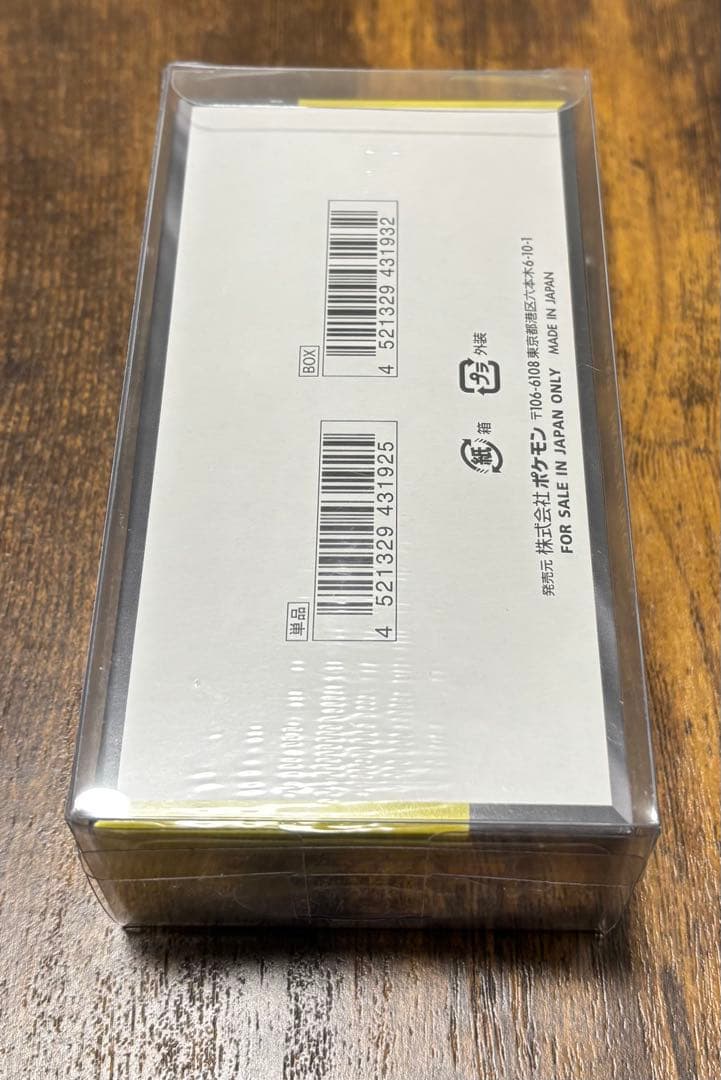 単品
4 521329 431925
BOX
4 521329 431932
紙 箱
プラ 外装
発売元 株式会社ポケモン 〒106-6108 東京都港区六本木6-10-1
FOR SALE IN JAPAN ONLY MADE IN JAPAN